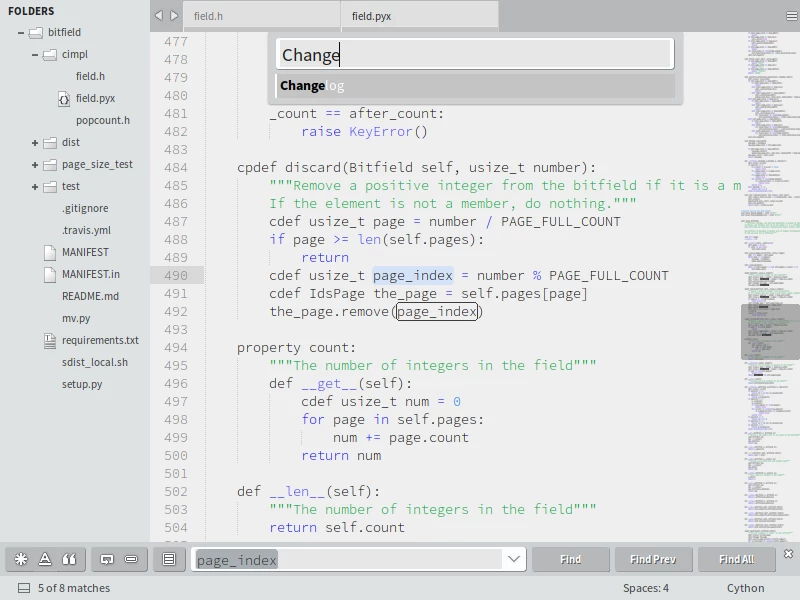 FOLDERS
bitfield
cimpl
field.h
field.pyx
popcount.h
dist
page_size_test
test
.gitignore
.travis.yml
MANIFEST
MANIFEST.in
README.md
mv.py
requirements.txt
sdist_local.sh
setup.py
field.h
field.pyx
Change
Changelog
477
478
479
480
481 _count == after_count:
482 raise KeyError()
483
484 cpdef discard(Bitfield self, usize_t number):
485 """Remove a positive integer from the bitfield if it is a m
486 If the element is not a member, do nothing."""
487 cdef usize_t page = number / PAGE_FULL_COUNT
488 if page >= len(self.pages):
489 return
490 cdef usize_t page_index = number % PAGE_FULL_COUNT
491 cdef IdsPage the_page = self.pages[page]
492 the_page.remove(page_index)
493
494 property count:
495 """The number of integers in the field"""
496 def __get__(self):
497 cdef usize_t num = 0
498 for page in self.pages:
499 num += page.count
500 return num
501
502 def __len__(self):
503 """The number of integers in the field"""
504 return self.count
page_index
Find
Find Prev
Find All
5 of 8 matches
Spaces: 4
Cython